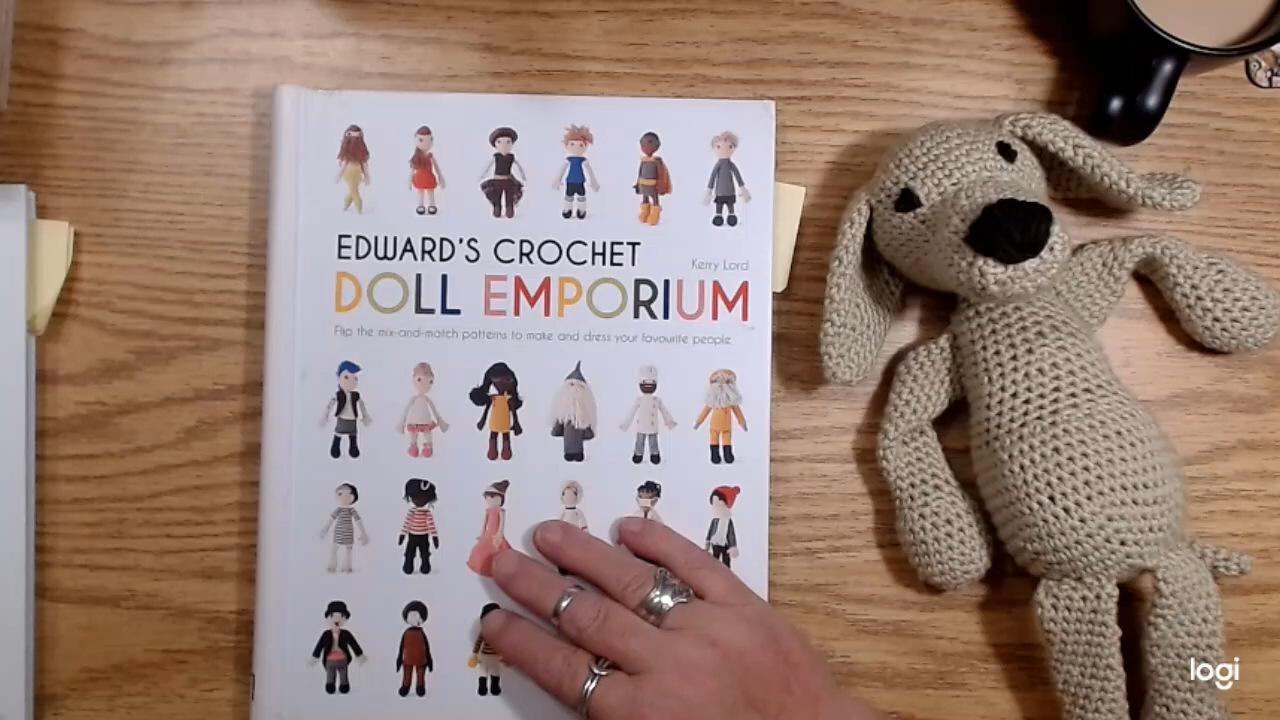 EDWARD'S CROCHET
Kerry Lord
DOLL EMPORIUM
Flip the mix-and-match patterns to make and dress your favourite people.
logi